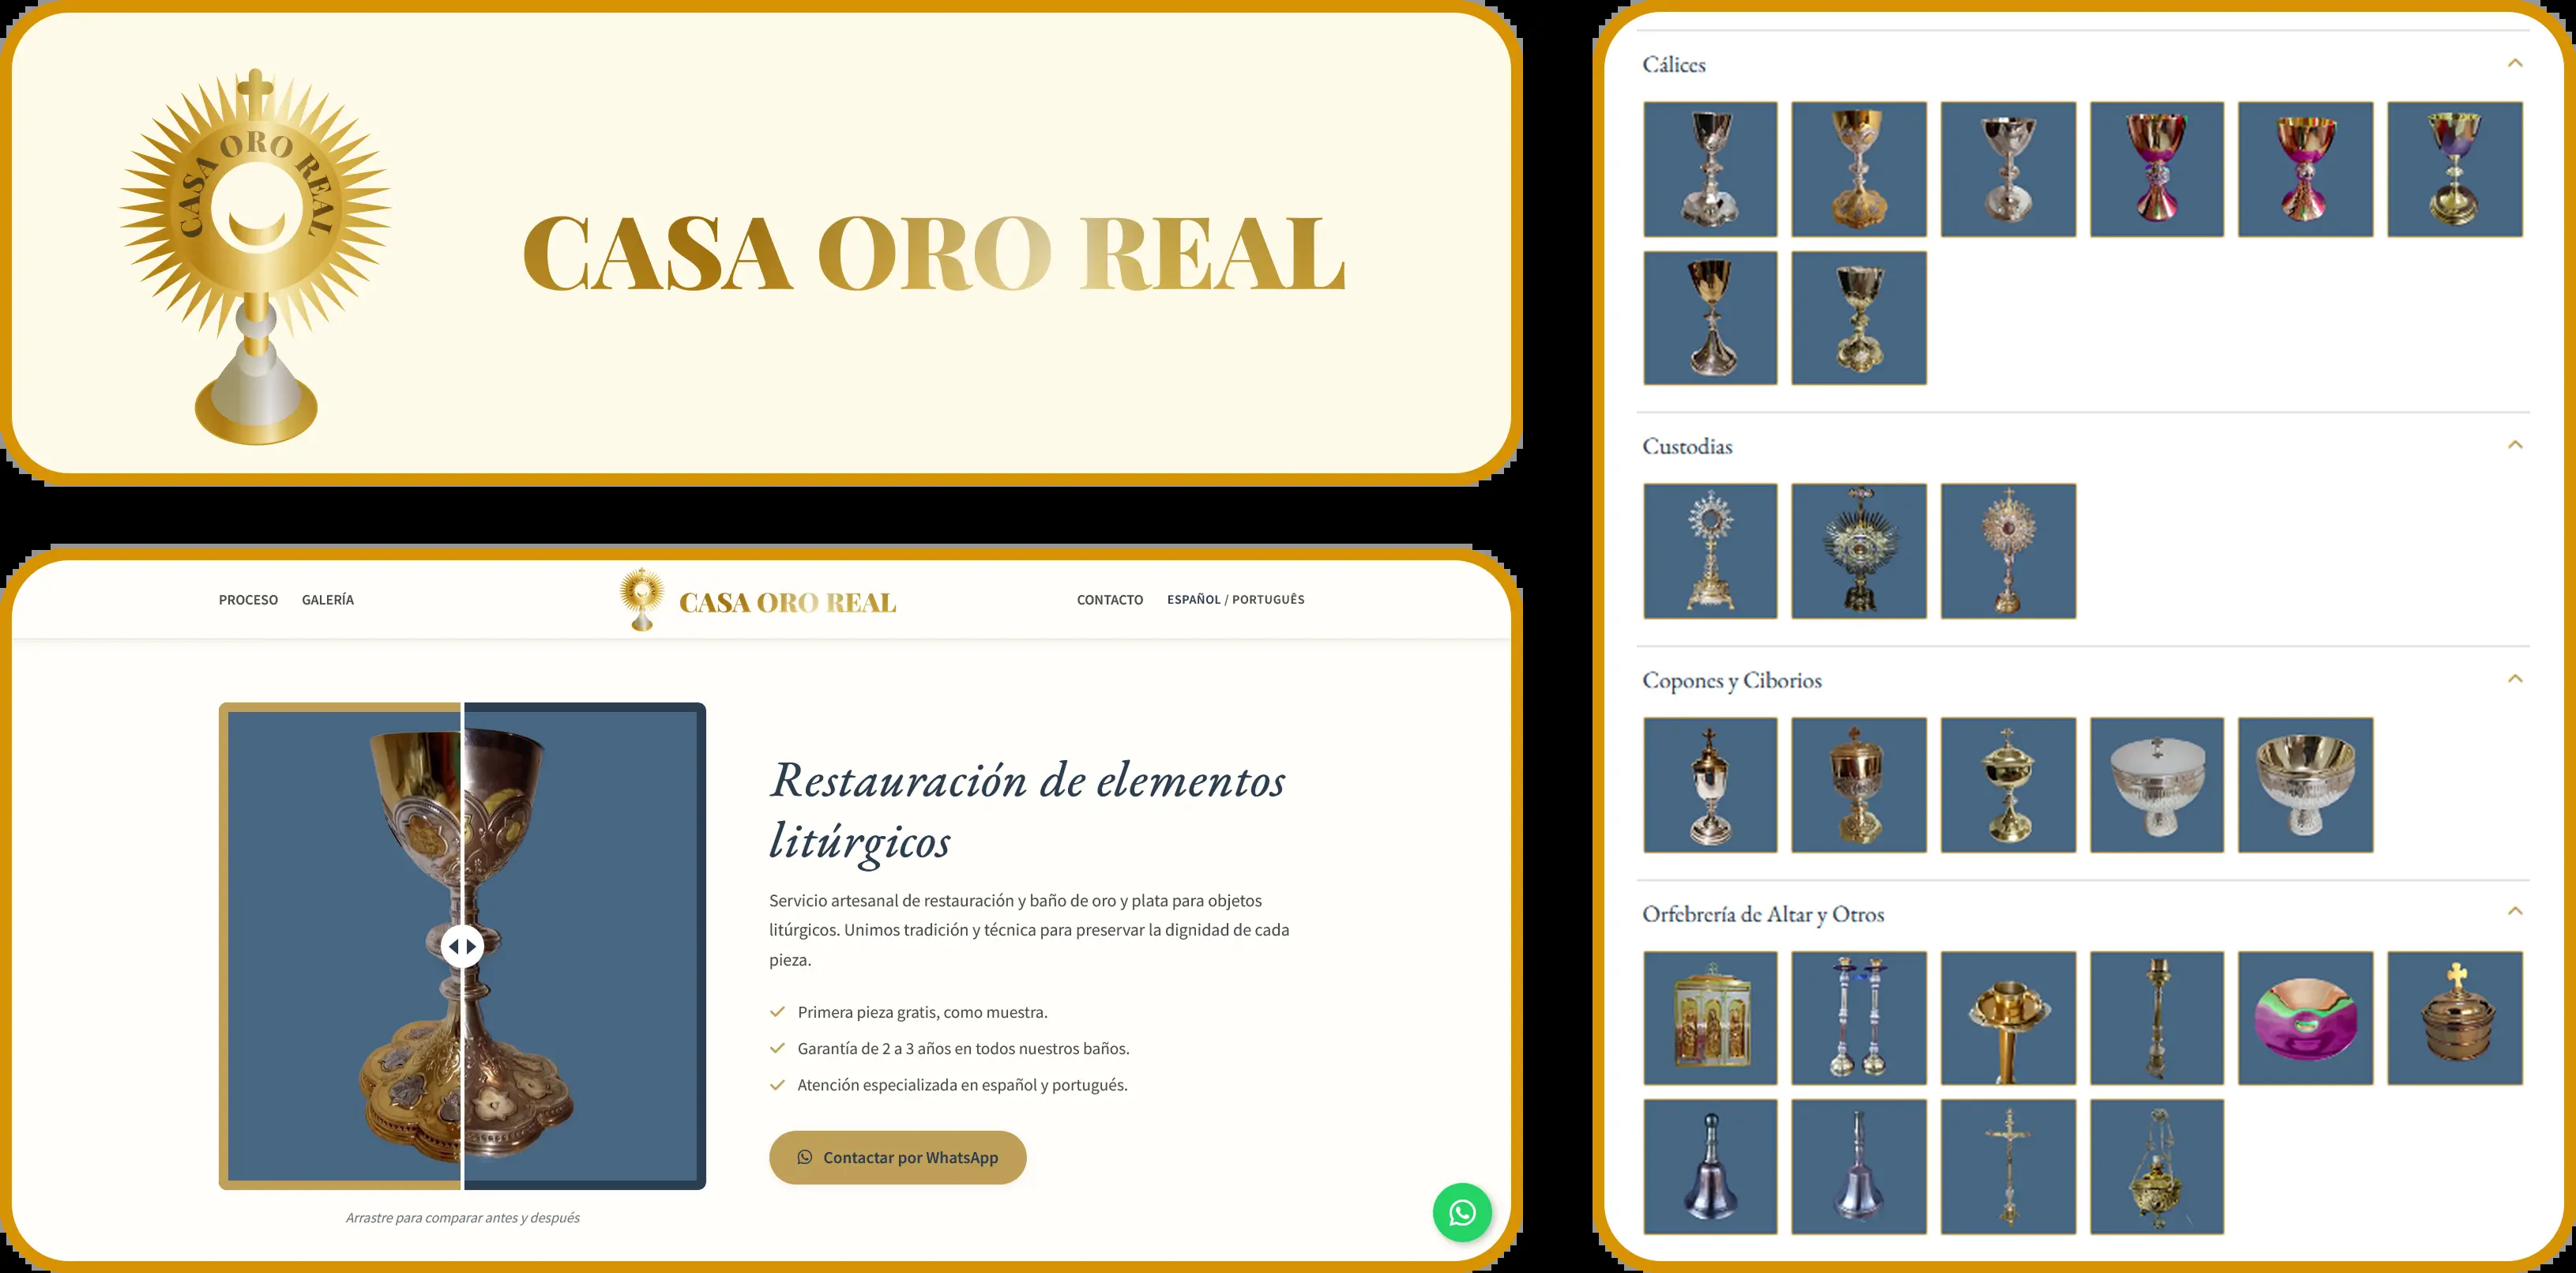 CASA ORO REAL
CASA ORO REAL
PROCESO
GALERÍA
CASA ORO REAL
CONTACTO
ESPAÑOL / PORTUGUÊS
Restauración de elementos
litúrgicos
Servicio artesanal de restauración y baño de oro y plata para objetos
litúrgicos. Unimos tradición y técnica para preservar la dignidad de cada
pieza.
Primera pieza gratis, como muestra.
Garantía de 2 a 3 años en todos nuestros baños.
Atención especializada en español y portugués.
Contactar por WhatsApp
Arrastre para comparar antes y después
Cálices
Custodias
Copones y Ciborios
Orfebrería de Altar y Otros